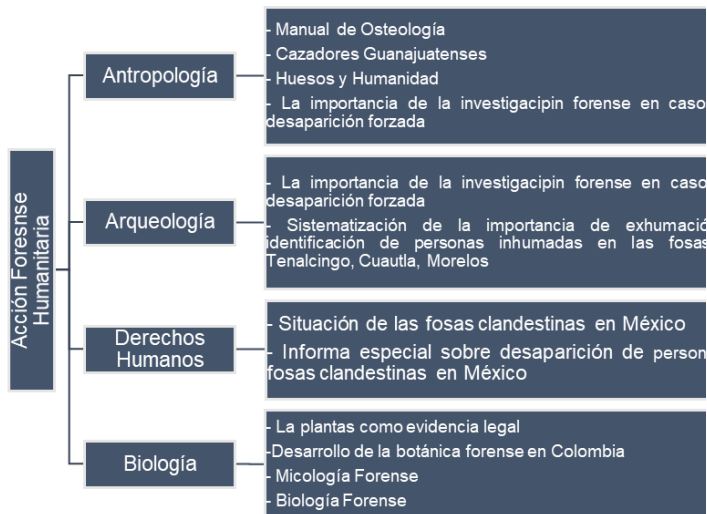 Acción Foresnse
Humanitaria
Antropología
- Manual de Osteología
- Cazadores Guanajuatenses
- Huesos y Humanidad
- La importancia de la investigacipin forense en caso
desaparición forzada
Arqueología
- La importancia de la investigacipin forense en caso
desaparición forzada
- Sistematización de la importancia de exhumació
identificación de personas inhumadas en las fosas
Tenalcingo, Cuautla, Morelos
Derechos
Humanos
- Situación de las fosas clandestinas en México
- Informa especial sobre desaparición de person
fosas clandestinas en México
Biología
- La plantas como evidencia legal
-Desarrollo de la botánica forense en Colombia
- Micología Forense
- Biología Forense